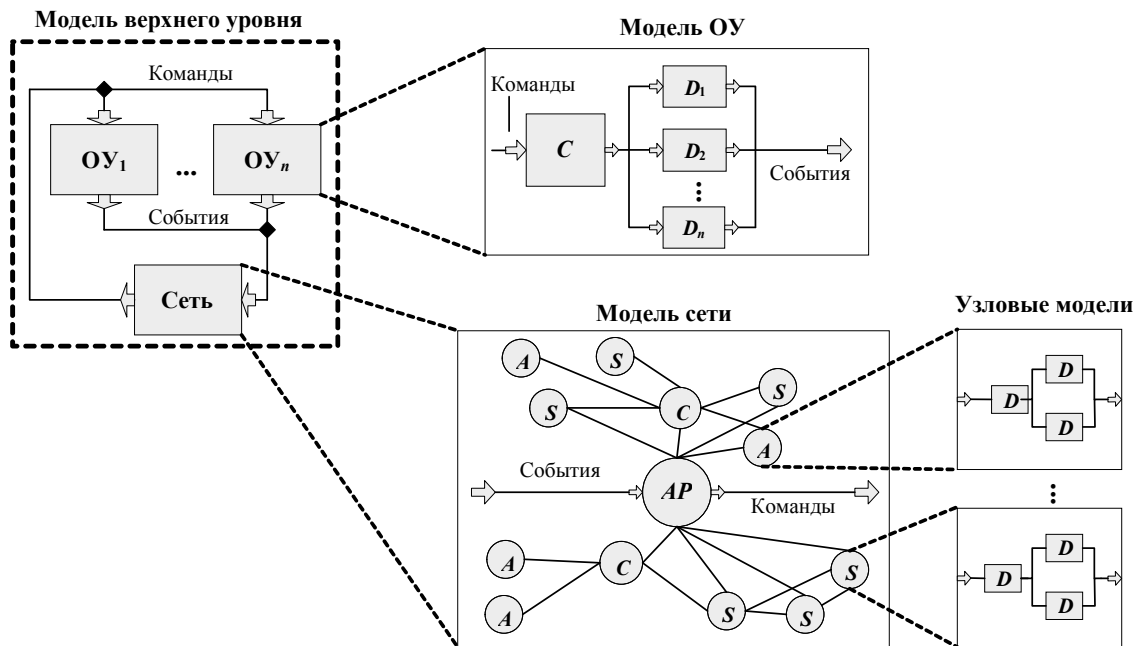 Модель верхнего уровня
Команды
ОУ1
...
ОУn
События
Сеть
Модель ОУ
Команды
C
D1
D2
Dn
События
Модель сети
A
S
S
S
C
A
События
AP
Команды
A
C
S
A
S
S
Узловые модели
D
D
D
D
D
D